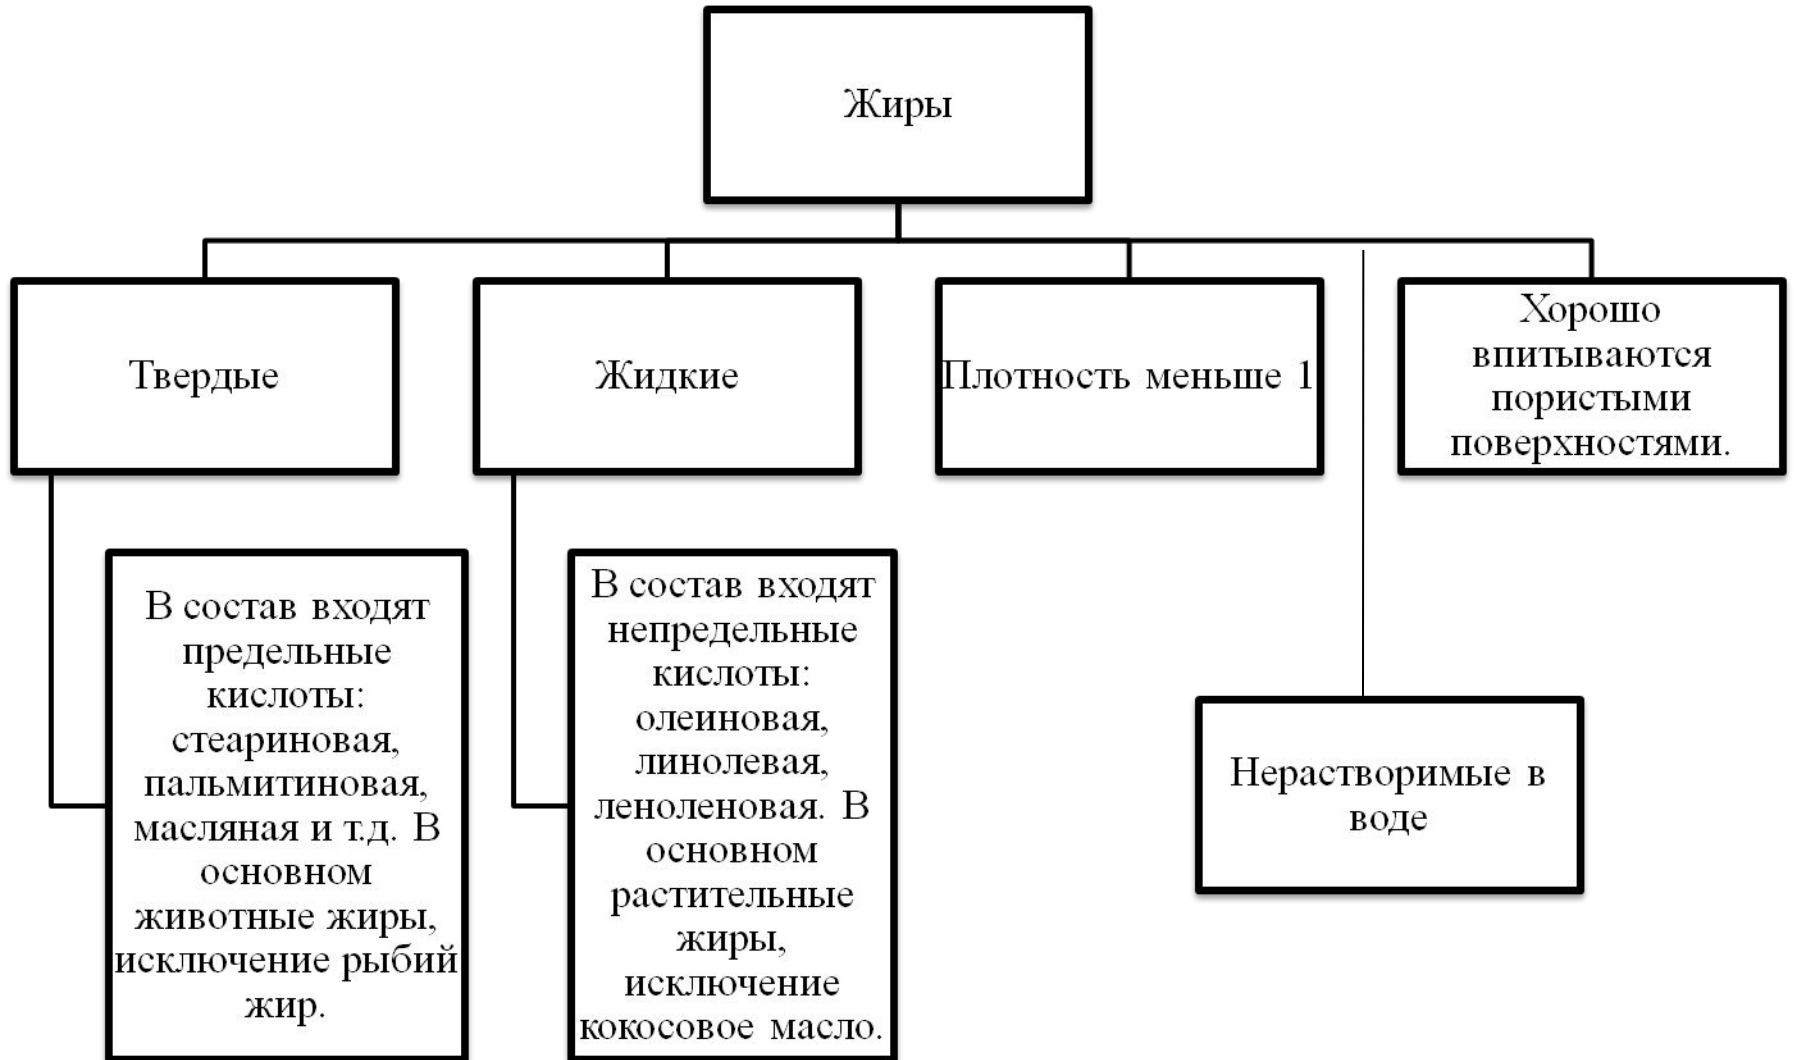 Жиры
Твердые
Жидкие
Плотность меньше 1
Хорошо
впитываются
пористыми
поверхностями.
В состав входят
предельные
кислоты:
стеариновая,
пальмитиновая,
масляная и т.д. В
основном
животные жиры,
исключение рыбий
жир.
В состав входят
непредельные
кислоты:
олеиновая,
линолевая,
леноленовая. В
основном
растительные
жиры,
исключение
кокосовое масло.
Нерастворимые в
воде